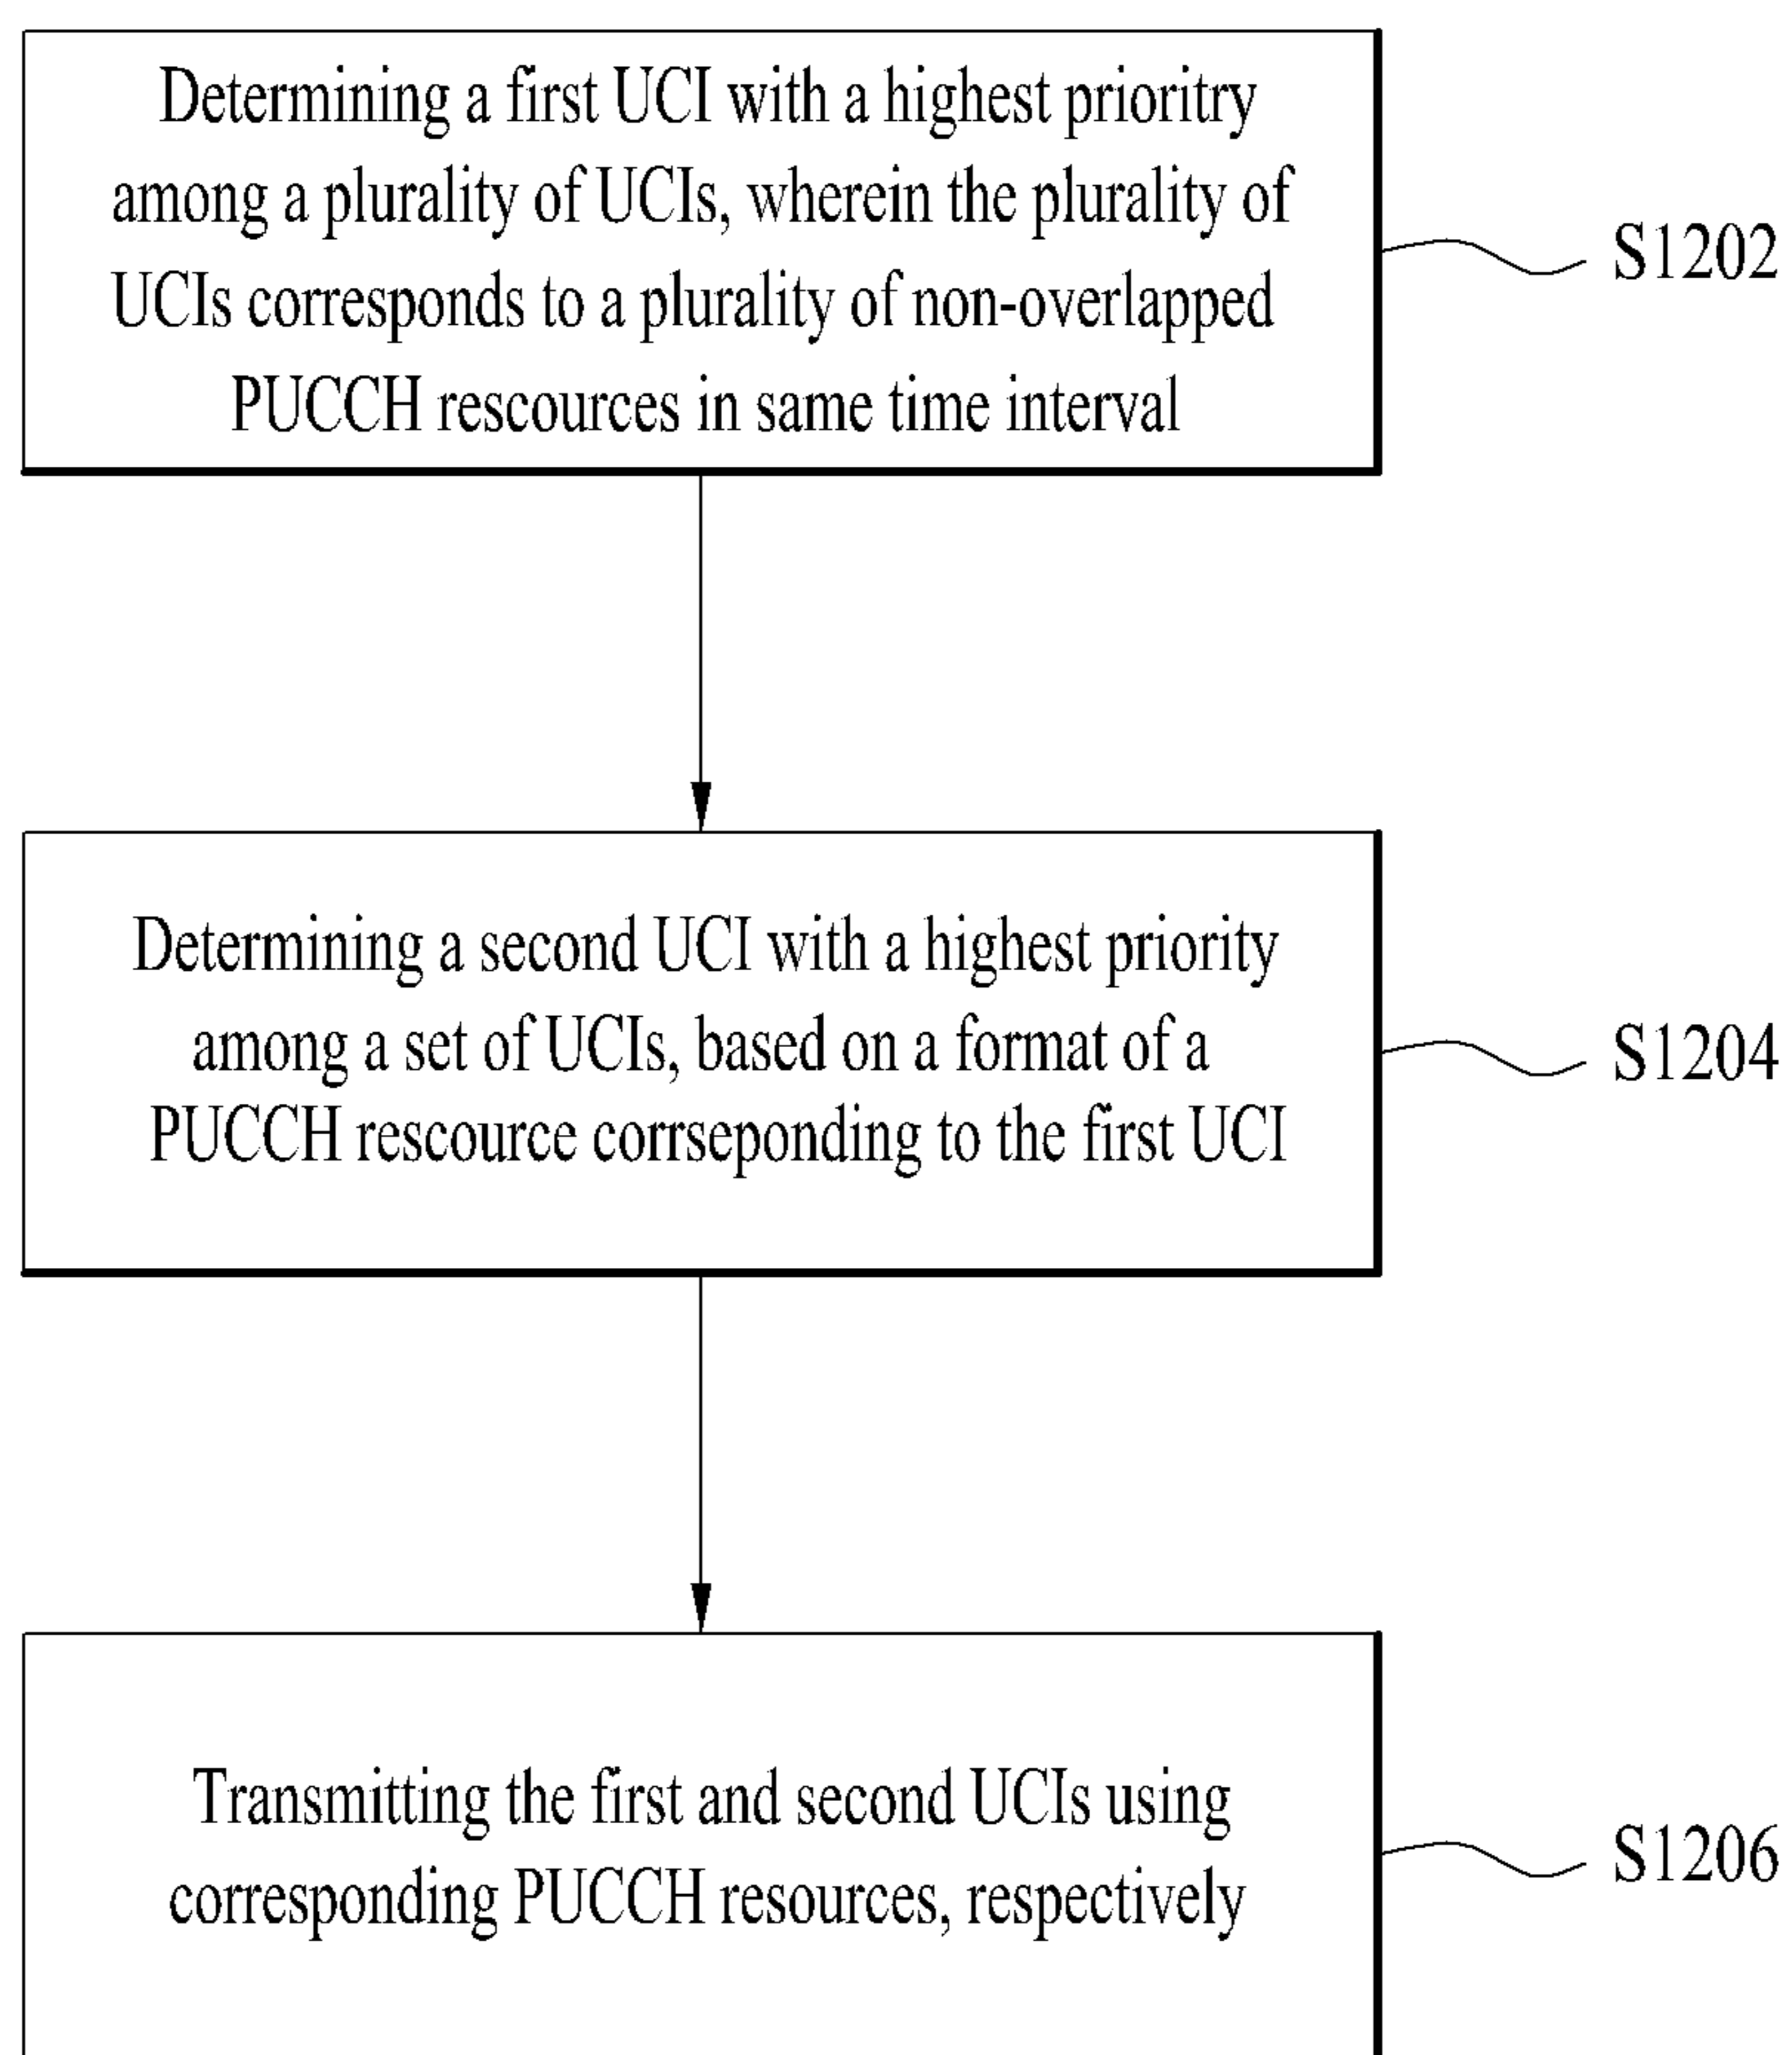 Determining a first UCI with a highest prioritry
among a plurality of UCIs, wherein the plurality of
UCIs corresponds to a plurality of non-overlapped
PUCCH rescources in same time interval
S1202
Determining a second UCI with a highest priority
among a set of UCIs, based on a format of a
PUCCH rescource corrseponding to the first UCI
S1204
Transmitting the first and second UCIs using
corresponding PUCCH resources, respectively
S1206